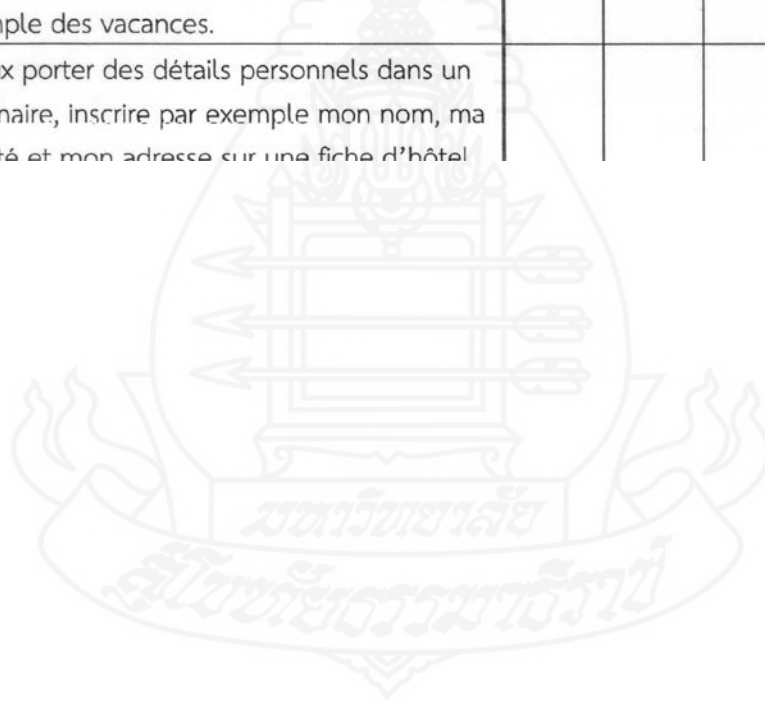 mple des vacances.
x porter des détails personnels dans un
naire, inscrire par exemple mon nom, ma
té et mon adresse sur une fiche d'hôtel
มหาวิทยาลัย
สุโขทัยธรรมาธิราช